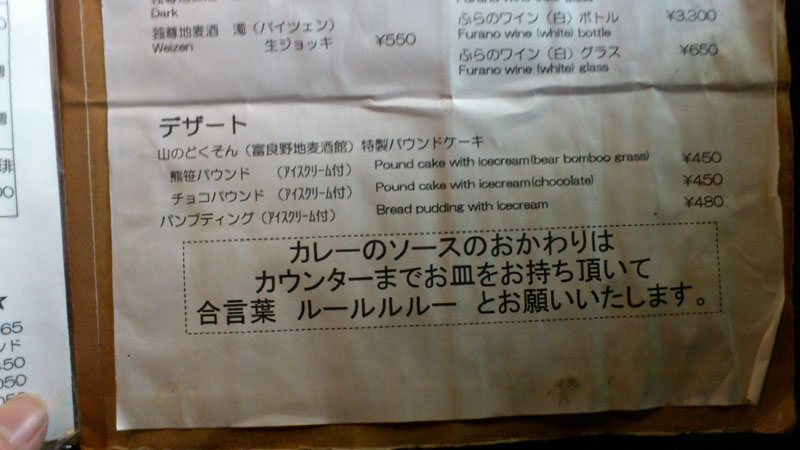 Dark
独尊地麦酒 濁（バイツェン）
Weizen 生ジョッキ ¥550
ふらのワイン（白）ボトル ¥3,300
Furano wine (white) bottle
ふらのワイン（白）グラス ¥650
Furano wine (white) glass
デザート
山のどくそん（富良野地麦酒館）特製パウンドケーキ
熊笹パウンド （ｱｲｽｸﾘｰﾑ付） Pound cake with icecream(bear bomboo grass) ¥450
チョコパウンド （ｱｲｽｸﾘｰﾑ付） Pound cake with icecream(chocolate) ¥450
パンプティング（ｱｲｽｸﾘｰﾑ付） Bread pudding with icecream ¥480
カレーのソースのおかわりは
カウンターまでお皿をお持ち頂いて
合言葉 ルールルルー とお願いいたします。